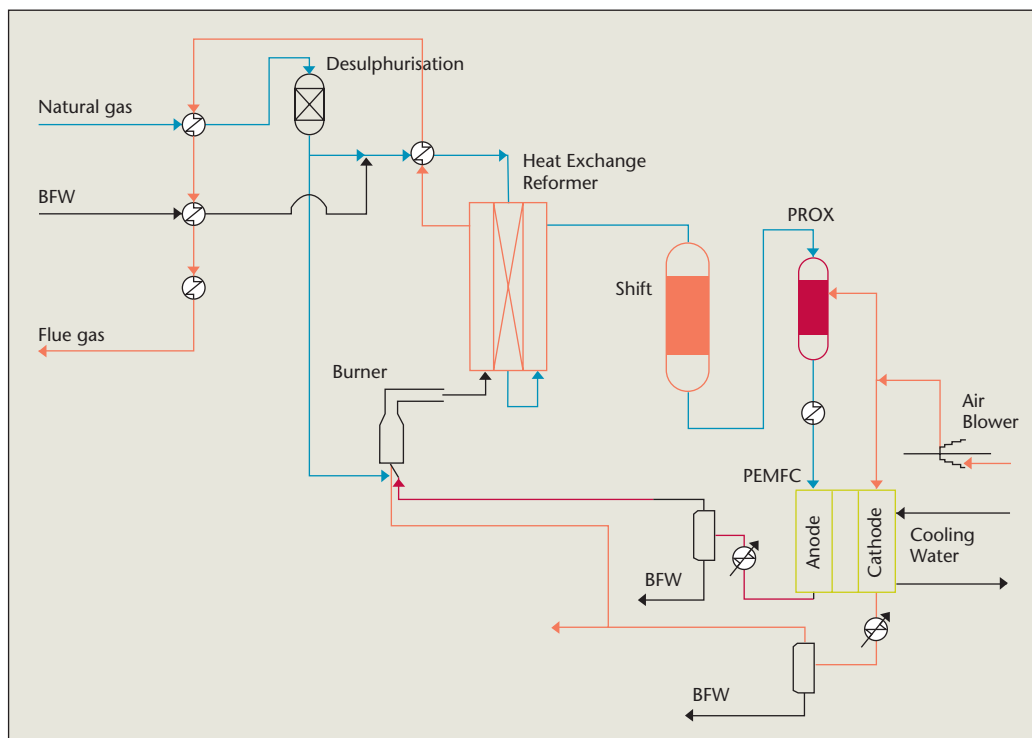 Desulphurisation
Natural gas
Heat Exchange
Reformer
BFW
PROX
Shift
Flue gas
Burner
Air
Blower
PEMFC
Anode
Cathode
Cooling
Water
BFW
BFW